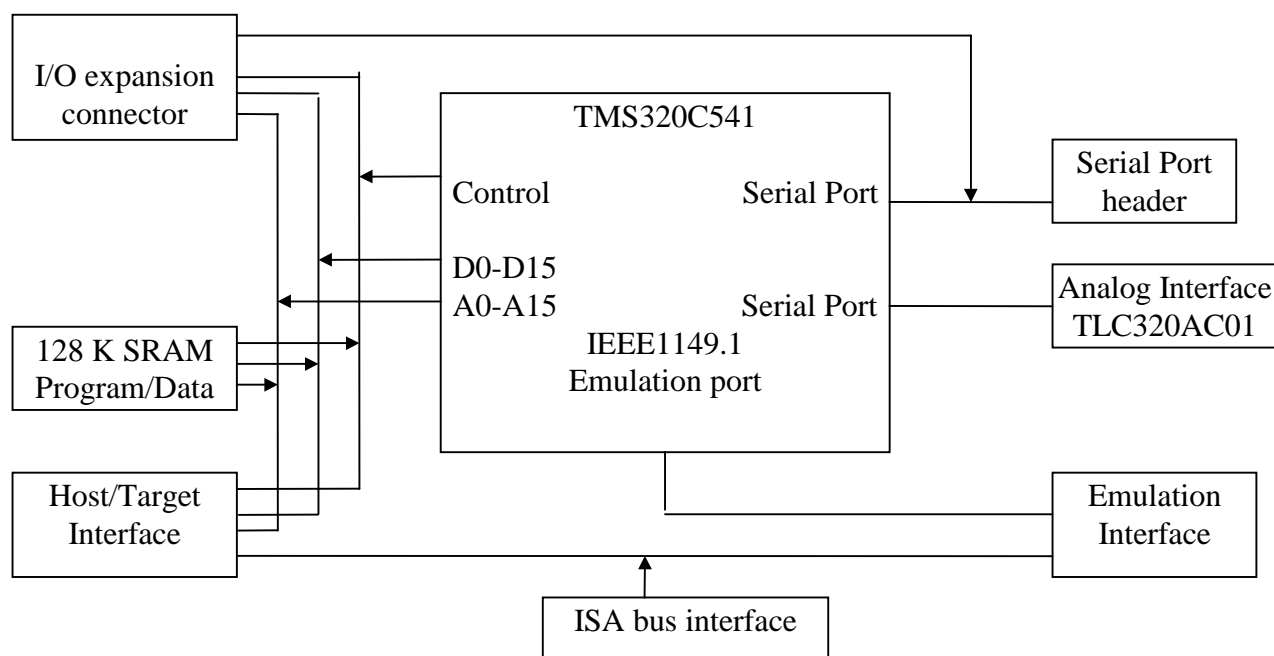 I/O expansion
connector
TMS320C541
Control
Serial Port
D0-D15
A0-A15
Serial Port
IEEE1149.1
Emulation port
Serial Port
header
Analog Interface
TLC320AC01
128 K SRAM
Program/Data
Host/Target
Interface
Emulation
Interface
ISA bus interface